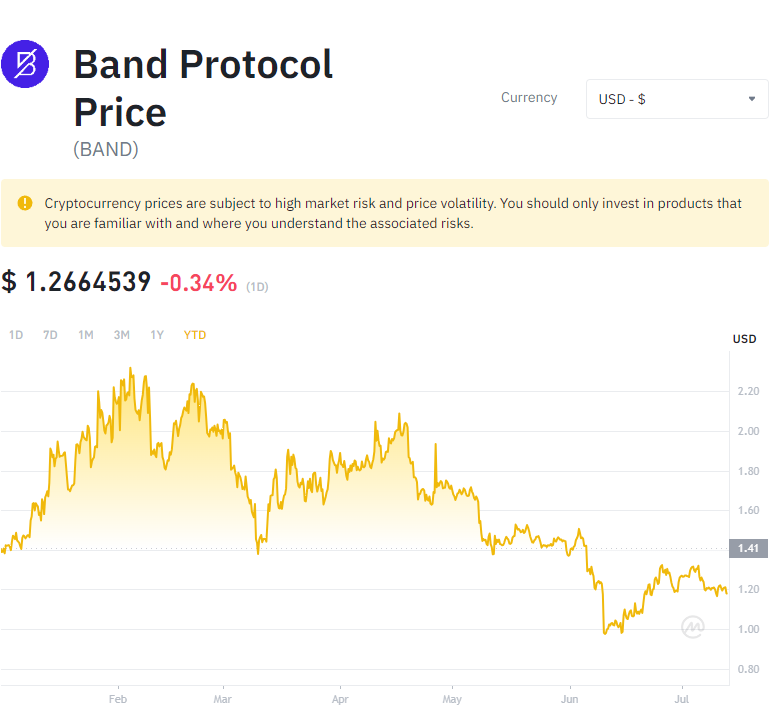 Band Protocol
Price
(BAND)
Currency
USD - $
Cryptocurrency prices are subject to high market risk and price volatility. You should only invest in products that
you are familiar with and where you understand the associated risks.
$ 1.2664539 -0.34% (1D)
1D 7D 1M 3M 1Y YTD
USD
2.20
2.00
1.80
1.60
1.41
1.20
1.00
0.80
Feb Mar Apr May Jun Jul